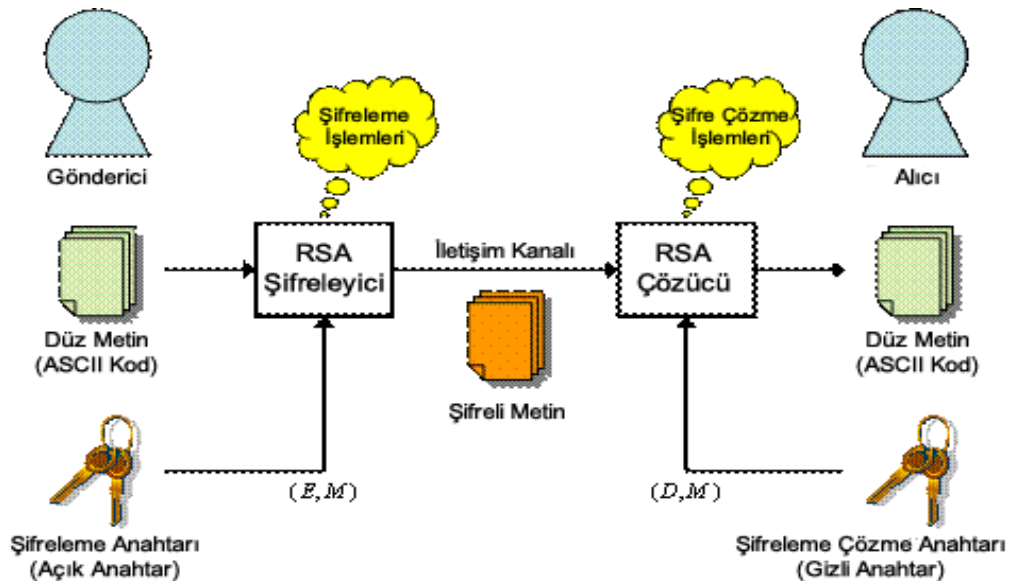 Şifreleme
İşlemleri
Şifre Çözme
İşlemleri
Gönderici
Alıcı
RSA
Şifreleyici
İletişim Kanalı
RSA
Çözücü
Düz Metin
(ASCII Kod)
Şifreli Metin
Düz Metin
(ASCII Kod)
(E,M)
(D,M)
Şifreleme Anahtarı
(Açık Anahtar)
Şifreleme Çözme Anahtarı
(Gizli Anahtar)